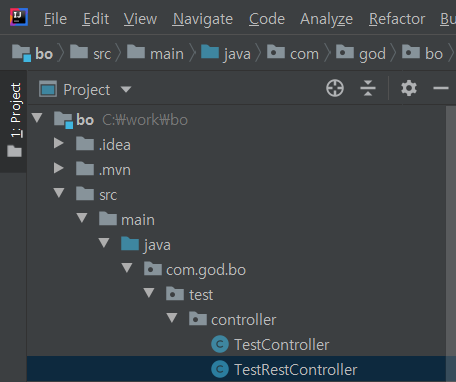 File Edit View Navigate Code Analyze Refactor Bu
bo src main java com god bo
1: Project
Project
bo C:₩work₩bo
.idea
.mvn
src
main
java
com.god.bo
test
controller
C TestController
C TestRestController